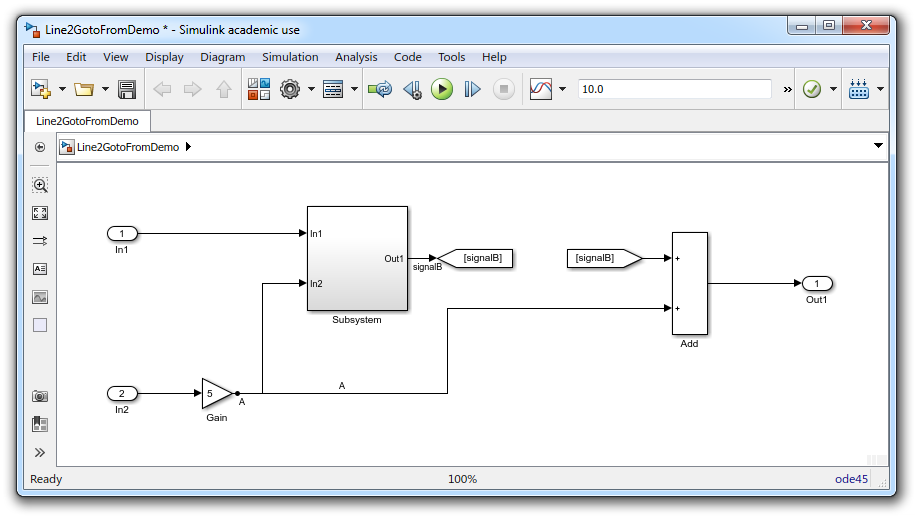 Line2GotoFromDemo * - Simulink academic use
File Edit View Display Diagram Simulation Analysis Code Tools Help
10.0 »
Line2GotoFromDemo
Line2GotoFromDemo
1
In1
In1
In2
Out1
Subsystem
signalB
[signalB]
[signalB]
+
+
Add
1
Out1
2
In2
5
Gain
A
A
Ready 100% ode45